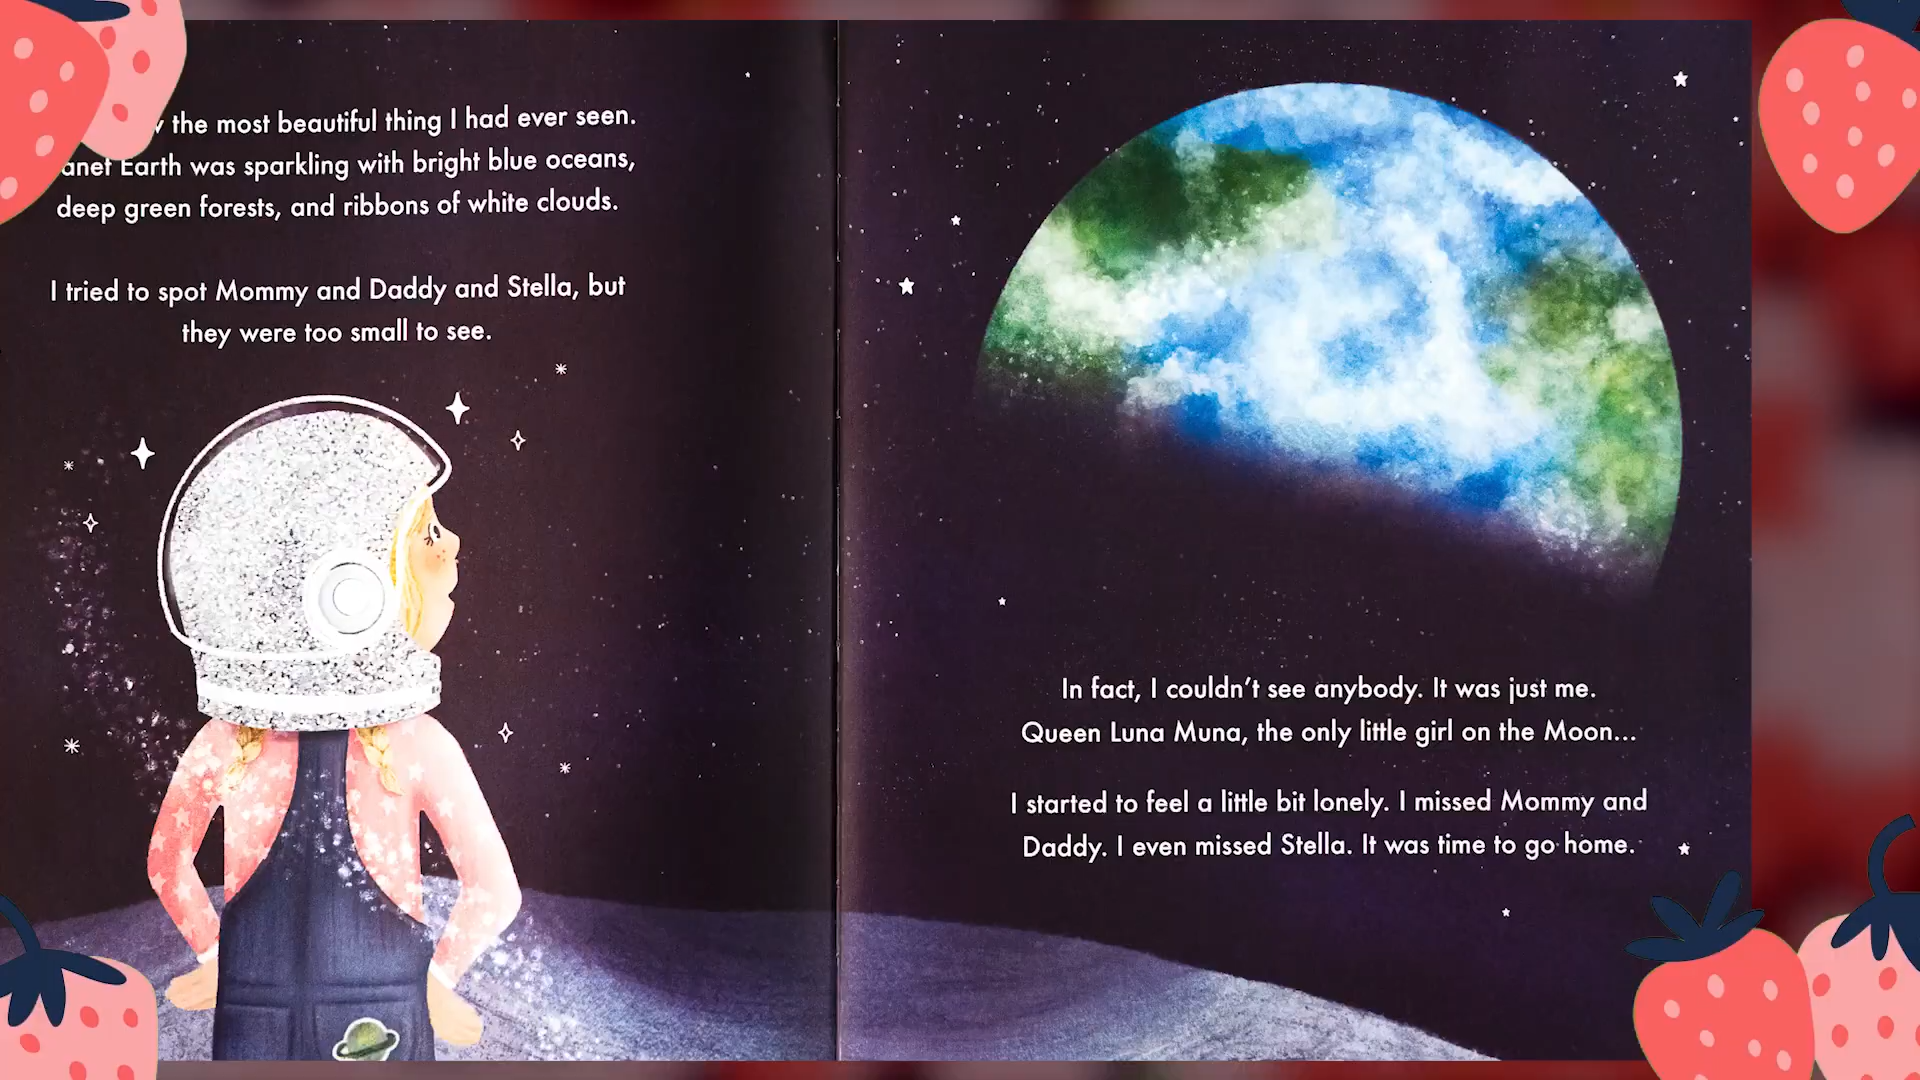 the most beautiful thing I had ever seen.
Earth was sparkling with bright blue oceans,
deep green forests, and ribbons of white clouds.
I tried to spot Mommy and Daddy and Stella, but
they were too small to see.
In fact, I couldn't see anybody. It was just me.
Queen Luna Muna, the only little girl on the Moon...
I started to feel a little bit lonely. I missed Mommy and
Daddy. I even missed Stella. It was time to go home.